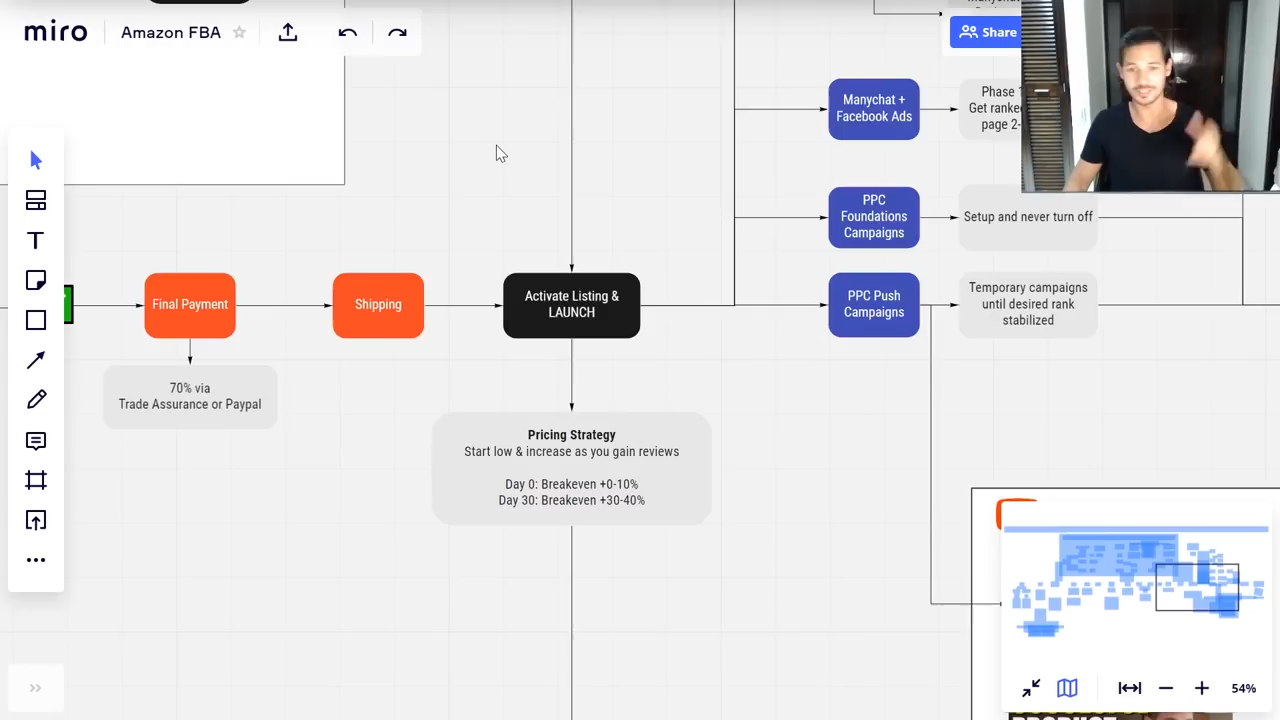 miro
Amazon FBA
Share
Manychat +
Facebook Ads
Phase 1
Get ranked
page 2-
PPC
Foundations
Campaigns
Setup and never turn off
Final Payment
Shipping
Activate Listing &
LAUNCH
PPC Push
Campaigns
Temporary campaigns
until desired rank
stabilized
70% via
Trade Assurance or Paypal
Pricing Strategy
Start low & increase as you gain reviews
Day 0: Breakeven +0-10%
Day 30: Breakeven +30-40%
T
54%